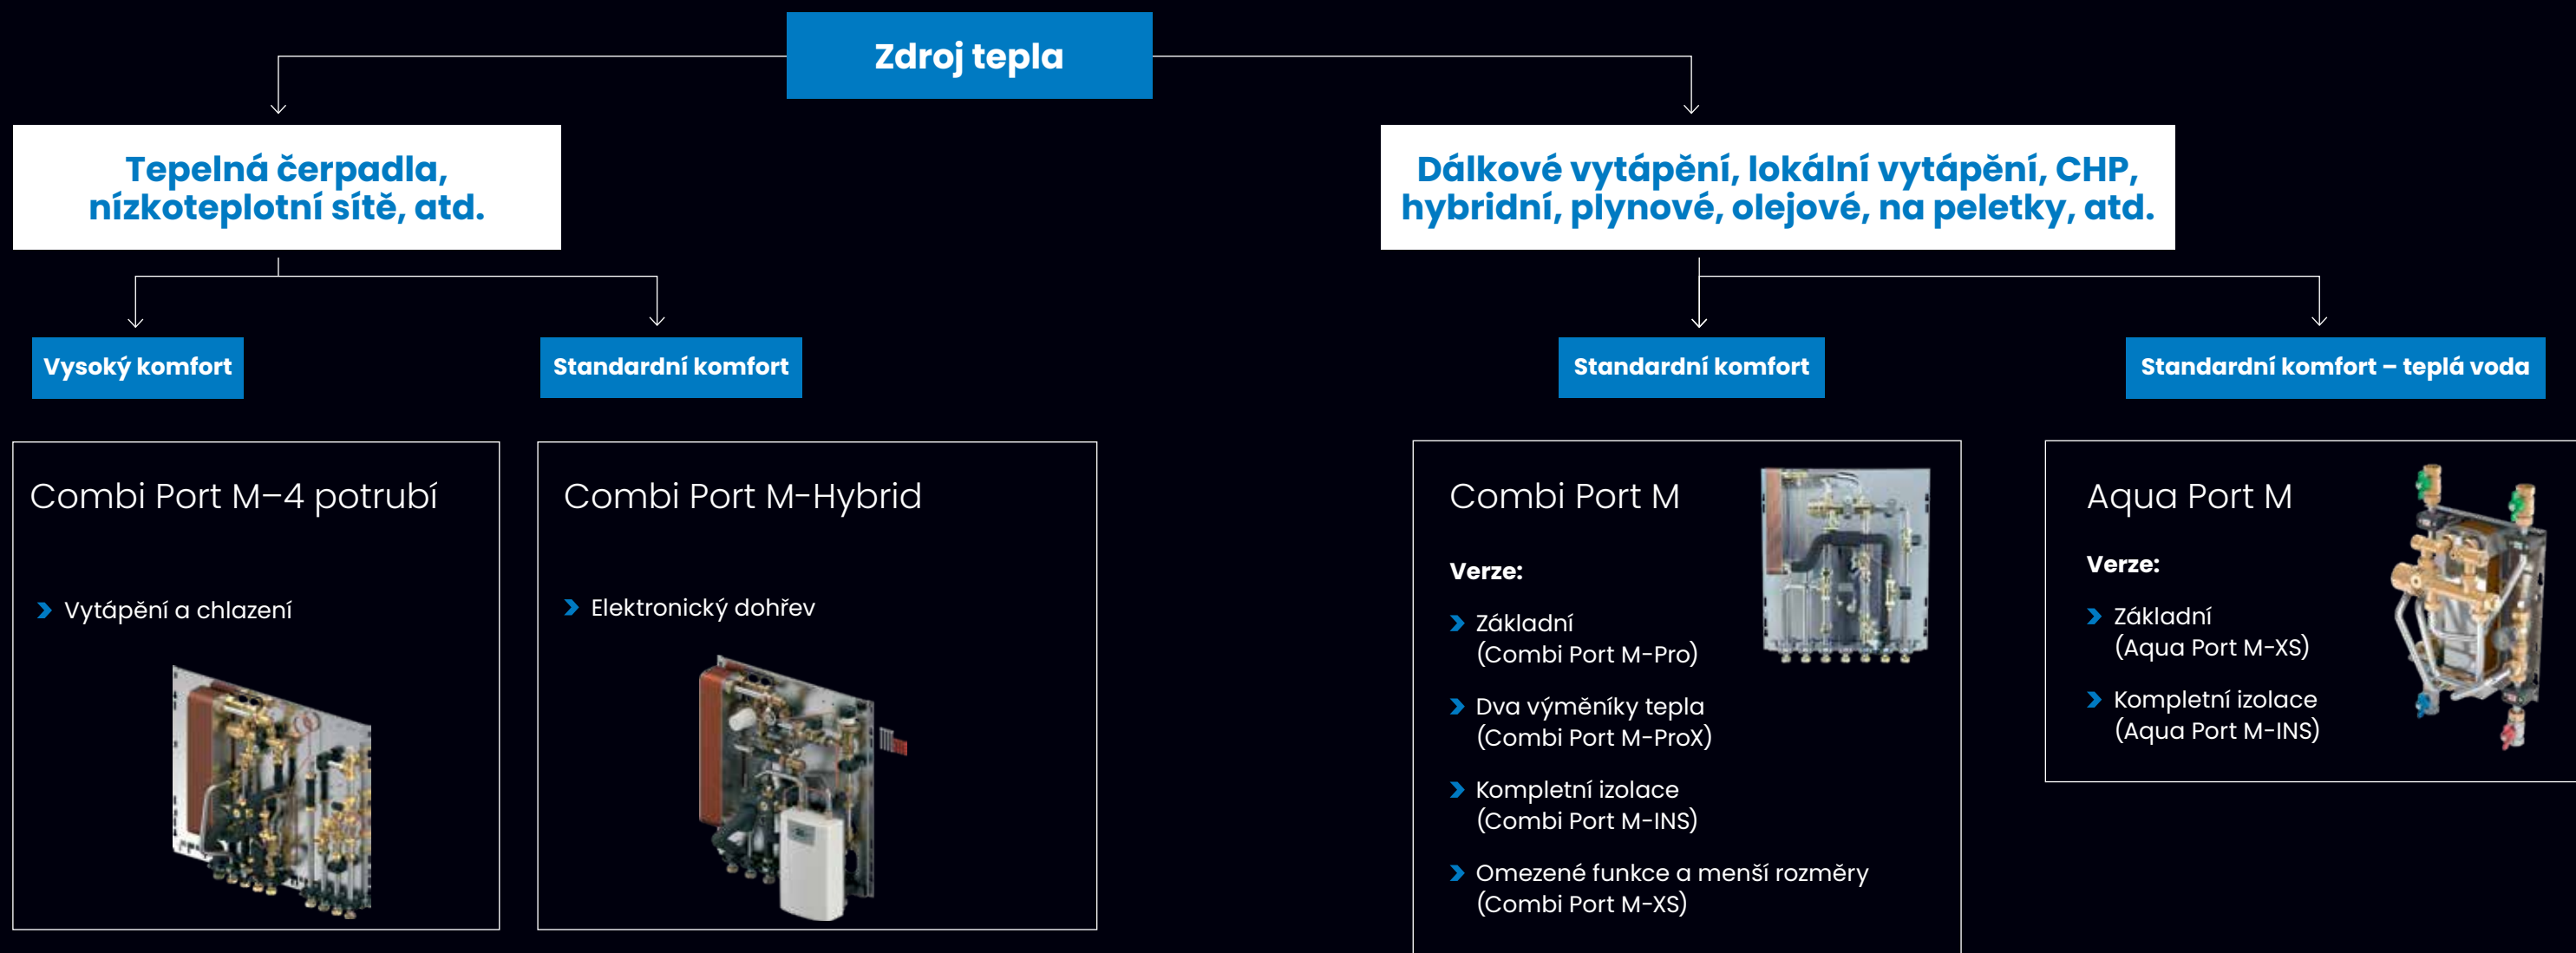 Zdroj tepla
Tepelná čerpadla,
nízkoteplotní sítě, atd.
Dálkové vytápění, lokální vytápění, CHP,
hybridní, plynové, olejové, na peletky, atd.
Vysoký komfort
Standardní komfort
Standardní komfort
Standardní komfort – teplá voda
Combi Port M–4 potrubí
Vytápění a chlazení
Combi Port M-Hybrid
Elektronický dohřev
Combi Port M
Verze:
Základní
(Combi Port M-Pro)
Dva výměníky tepla
(Combi Port M-ProX)
Kompletní izolace
(Combi Port M-INS)
Omezené funkce a menší rozměry
(Combi Port M-XS)
Aqua Port M
Verze:
Základní
(Aqua Port M-XS)
Kompletní izolace
(Aqua Port M-INS)